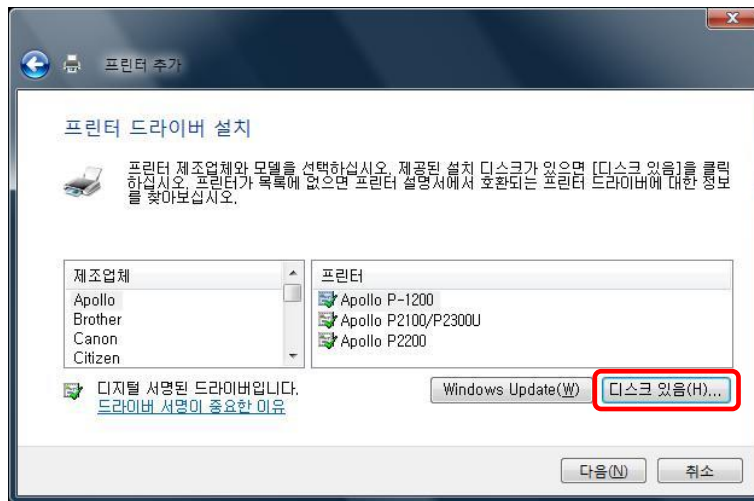 프린터 추가
프린터 드라이버 설치
프린터 제조업체와 모델을 선택하십시오. 제공된 설치 디스크가 있으면 [디스크 있음]을 클릭
하십시오. 프린터가 목록에 없으면 프린터 설명서에서 호환되는 프린터 드라이버에 대한 정보
를 찾아보십시오.
제조업체
Apollo
Brother
Canon
Citizen
프린터
Apollo P-1200
Apollo P2100/P2300U
Apollo P2200
디지털 서명된 드라이버입니다.
드라이버 서명이 중요한 이유
Windows Update(W)
디스크 있음(H)...
다음(N)
취소